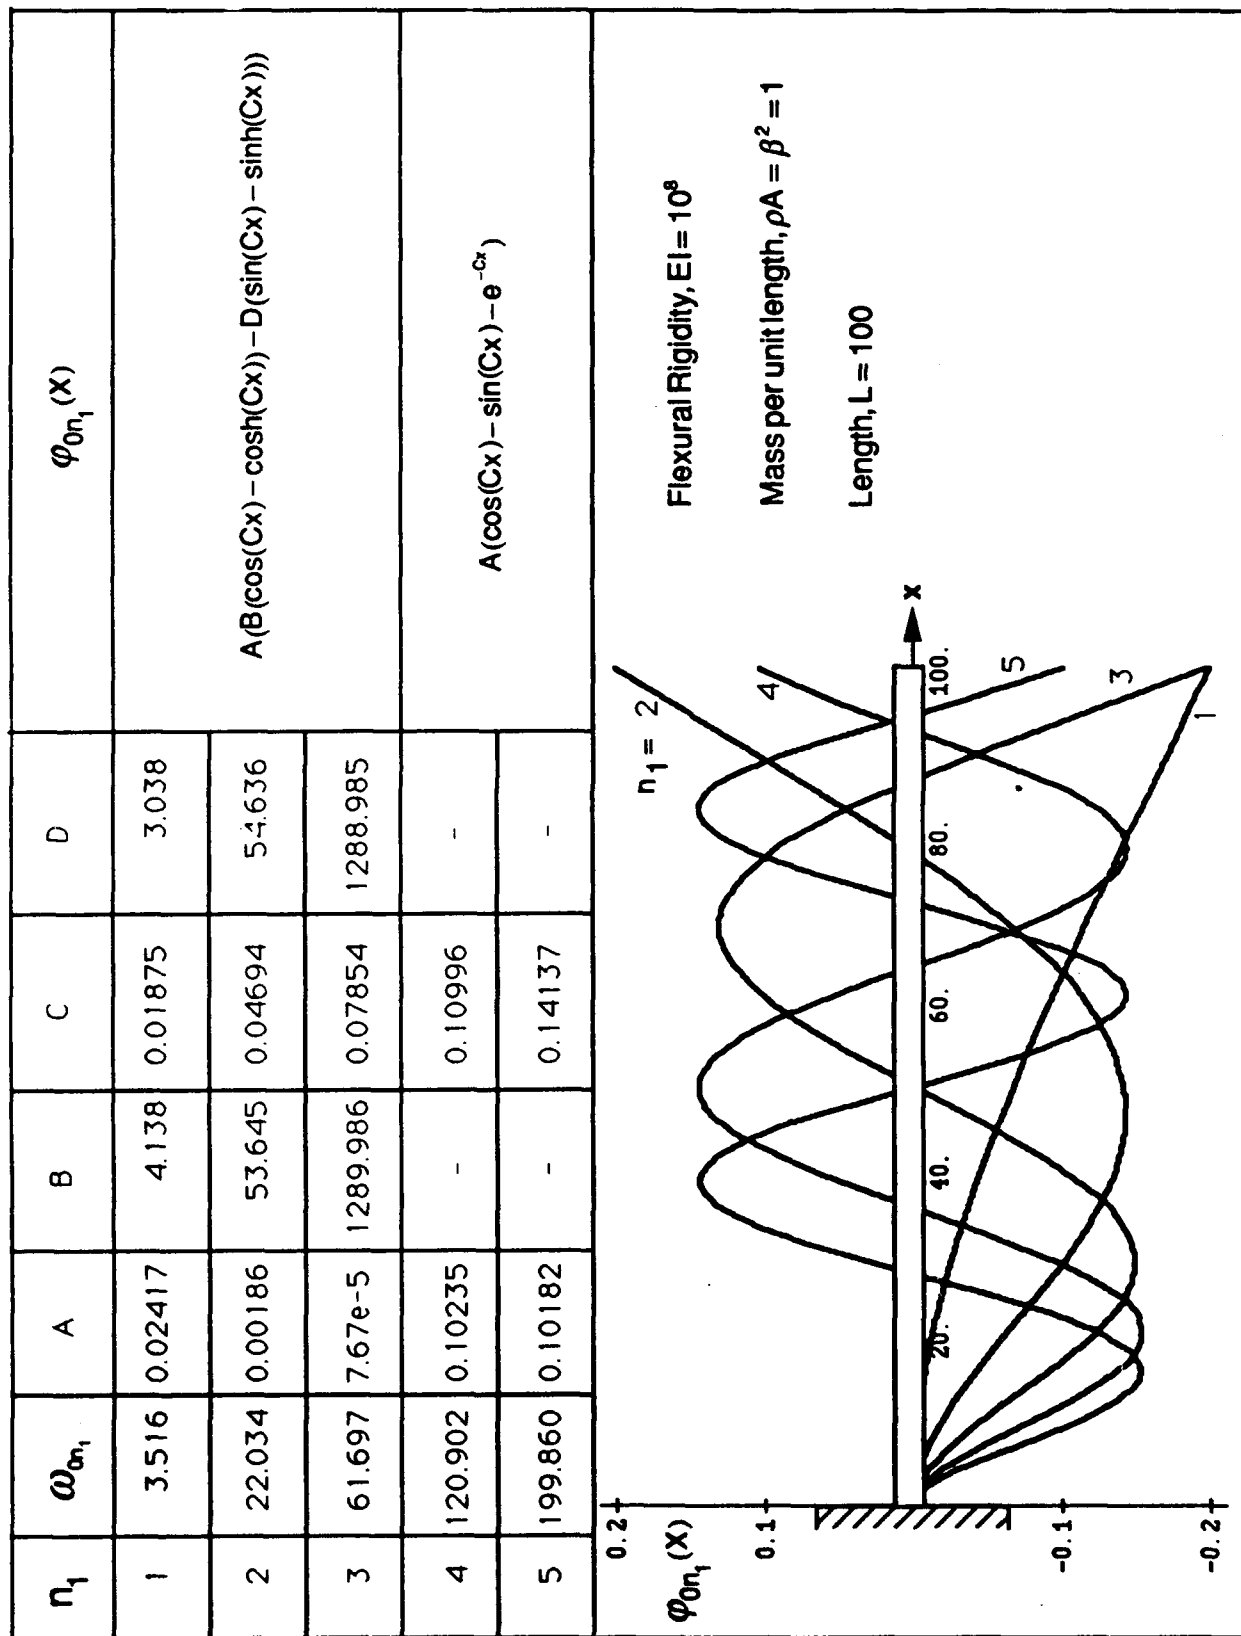 n₁ ω₀ₙ₁ A B C D φ₀ₙ₁(X)
1 3.516 0.02417 4.138 0.01875 3.038
2 22.034 0.00186 53.645 0.04694 54.636
3 61.697 7.67e-5 1289.986 0.07854 1288.985
A(B(cos(Cx)−cosh(Cx))−D(sin(Cx)−sinh(Cx)))
4 120.902 0.10235 - 0.10996 -
5 199.860 0.10182 - 0.14137 -
A(cos(Cx)−sin(Cx)−e⁻ᶜˣ)
φ₀ₙ₁(X)
0.2
0.1
-0.1
-0.2
20. 40. 60. 80. 100.
x
n₁ = 2
4
5
3
1
Flexural Rigidity, EI = 10⁸
Mass per unit length, ρA = β² = 1
Length, L = 100